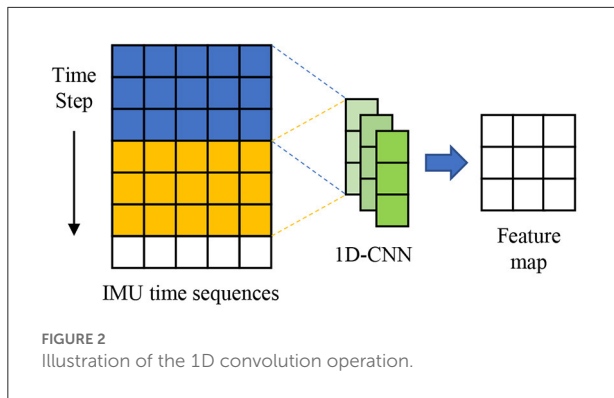 Time
Step
IMU time sequences
1D-CNN
Feature
map
FIGURE 2
Illustration of the 1D convolution operation.